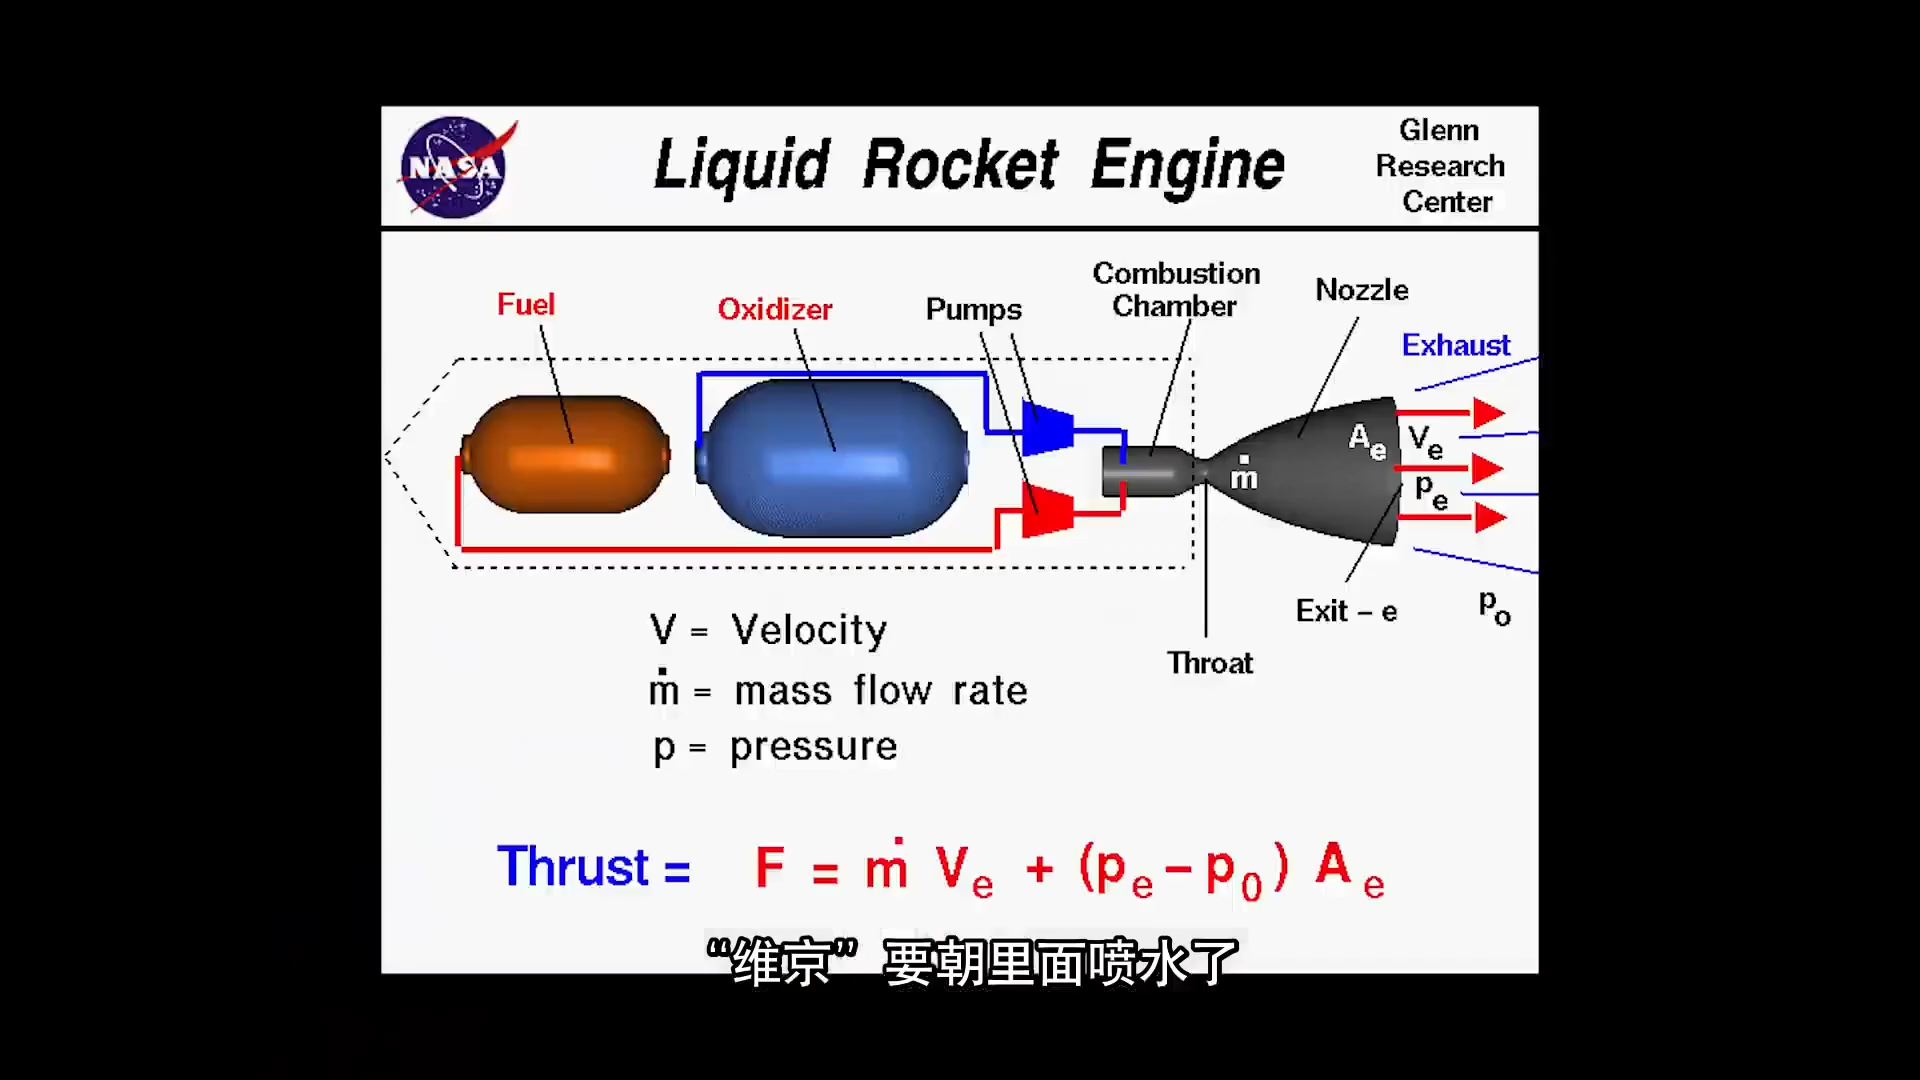 NASA
Liquid Rocket Engine
Glenn
Research
Center
Fuel
Oxidizer
Pumps
Combustion
Chamber
Nozzle
Exhaust
Ae
Ve
ṁ
pe
Exit – e
po
Throat
V = Velocity
ṁ = mass flow rate
p = pressure
Thrust = F = ṁ Ve + (pe – p0) Ae
“维京” 要朝里面喷水了